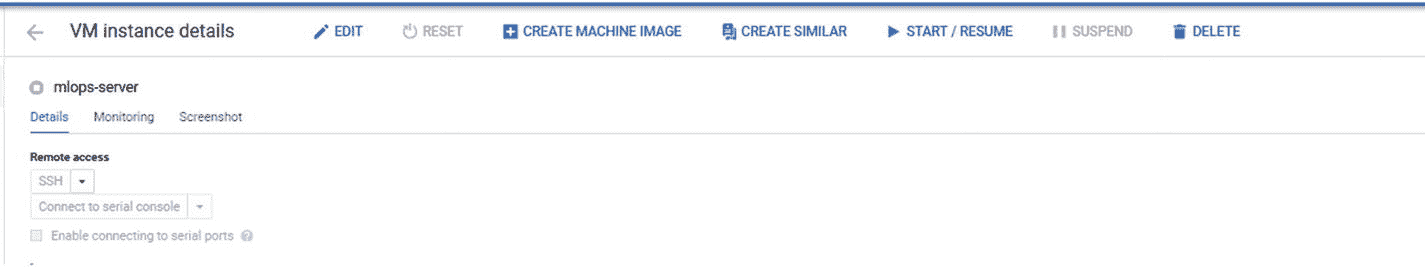 VM instance details EDIT RESET CREATE MACHINE IMAGE CREATE SIMILAR START / RESUME SUSPEND DELETE
mlops-server
Details Monitoring Screenshot
Remote access
SSH
Connect to serial console
Enable connecting to serial ports